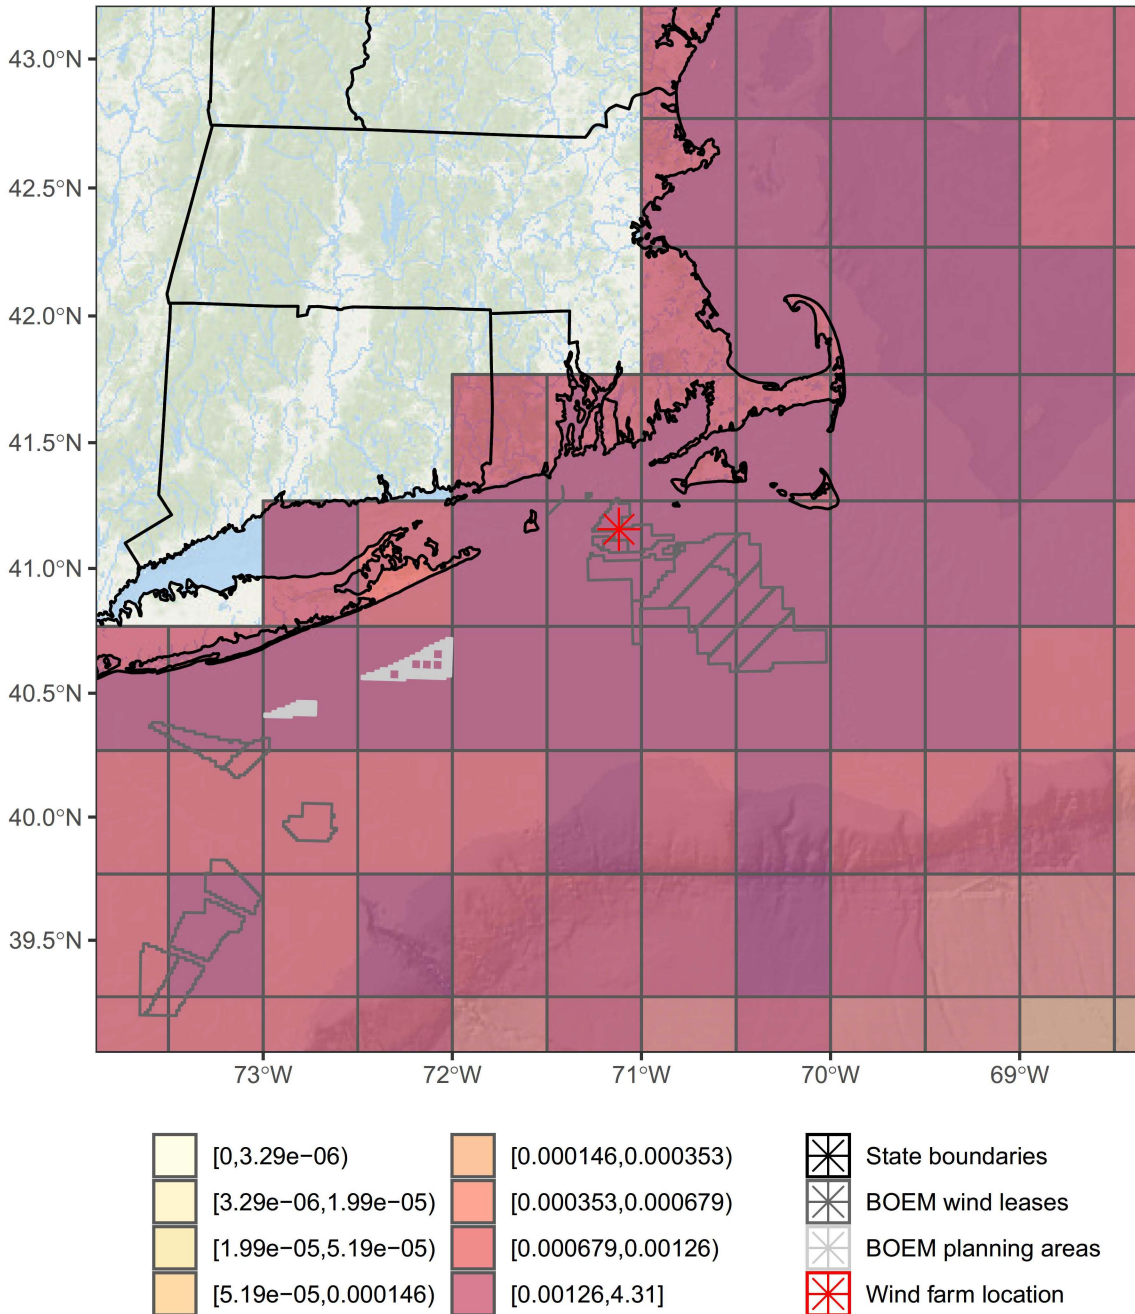 43.0°N
42.5°N
42.0°N
41.5°N
41.0°N
40.5°N
40.0°N
39.5°N
73°W 72°W 71°W 70°W 69°W
[0,3.29e−06) [0.000146,0.000353) State boundaries
[3.29e−06,1.99e−05) [0.000353,0.000679) BOEM wind leases
[1.99e−05,5.19e−05) [0.000679,0.00126) BOEM planning areas
[5.19e−05,0.000146) [0.00126,4.31] Wind farm location